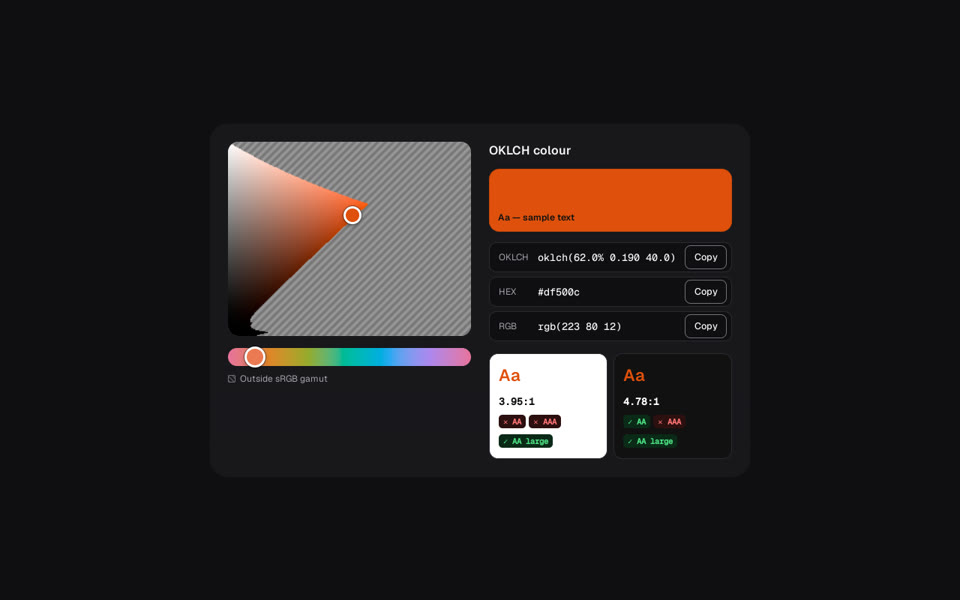 OKLCH colour
Aa — sample text
OKLCH oklch(62.0% 0.190 40.0) Copy
HEX #df500c Copy
RGB rgb(223 80 12) Copy
Outside sRGB gamut
Aa
3.95:1
× AA × AAA
✓ AA large
Aa
4.78:1
✓ AA × AAA
✓ AA large